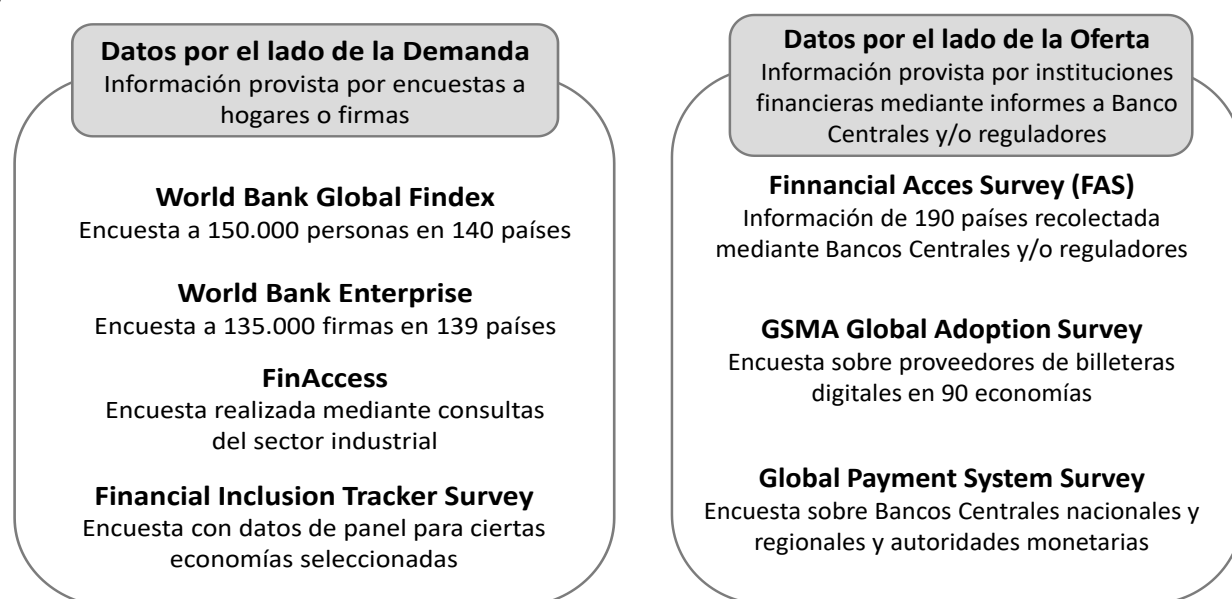 Datos por el lado de la Demanda
Información provista por encuestas a
hogares o firmas
World Bank Global Findex
Encuesta a 150.000 personas en 140 países
World Bank Enterprise
Encuesta a 135.000 firmas en 139 países
FinAccess
Encuesta realizada mediante consultas
del sector industrial
Financial Inclusion Tracker Survey
Encuesta con datos de panel para ciertas
economías seleccionadas
Datos por el lado de la Oferta
Información provista por instituciones
financieras mediante informes a Banco
Centrales y/o reguladores
Finnancial Acces Survey (FAS)
Información de 190 países recolectada
mediante Bancos Centrales y/o reguladores
GSMA Global Adoption Survey
Encuesta sobre proveedores de billeteras
digitales en 90 economías
Global Payment System Survey
Encuesta sobre Bancos Centrales nacionales y
regionales y autoridades monetarias